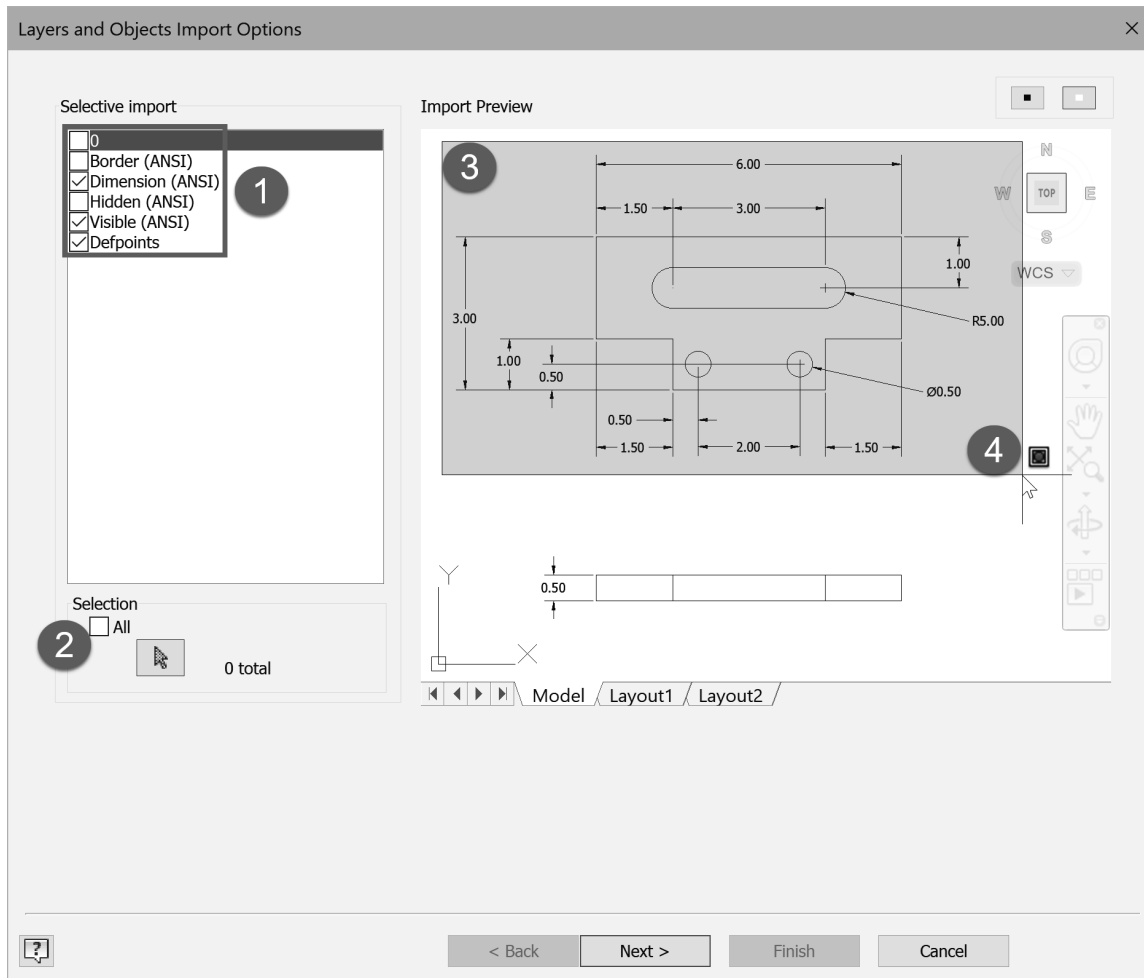 Layers and Objects Import Options
Selective import
0
Border (ANSI)
Dimension (ANSI)
Hidden (ANSI)
Visible (ANSI)
Defpoints
1
Selection
All
2
0 total
Import Preview
3
6.00
1.50
3.00
1.00
3.00
R5.00
1.00
0.50
Ø0.50
0.50
1.50
2.00
1.50
4
N
W
TOP
E
S
WCS
0.50
Y
X
Model
Layout1
Layout2
?
< Back
Next >
Finish
Cancel